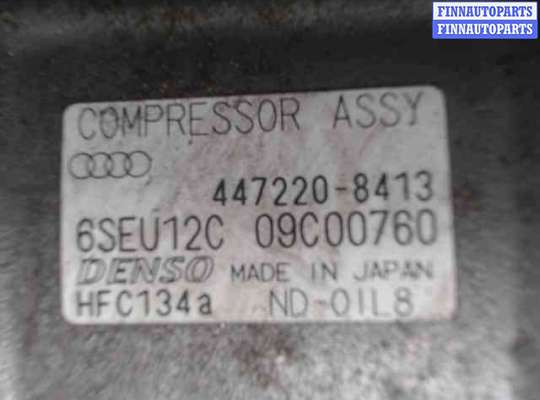 FINNAUTOPARTS
FINNAUTOPARTS
COMPRESSOR ASSY
447220-8413
6SEU12C 09C00760
DENSO MADE IN JAPAN
HFC134a ND-OIL8